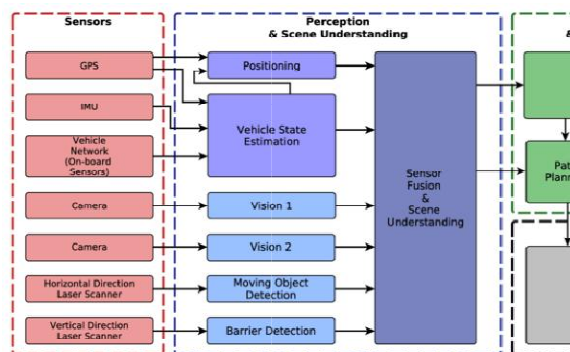 Sensors
Perception
& Scene Understanding
&
GPS
Positioning
IMU
Vehicle State
Estimation
Vehicle
Network
(On-board
Sensors)
Sensor
Fusion
&
Scene
Understanding
Camera
Vision 1
Camera
Vision 2
Horizontal Direction
Laser Scanner
Moving Object
Detection
Vertical Direction
Laser Scanner
Barrier Detection
Pat
Plann